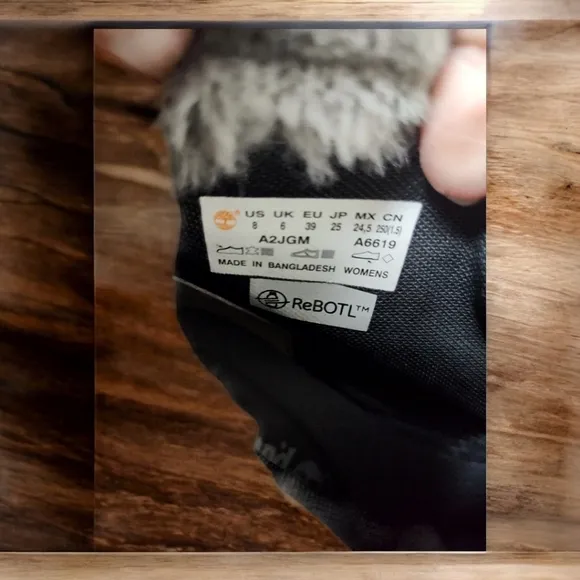 US UK EU JP MX CN
8 6 39 25 24,5 250(1.5)
A2JGM A6619
MADE IN BANGLADESH WOMENS
ReBOTL™